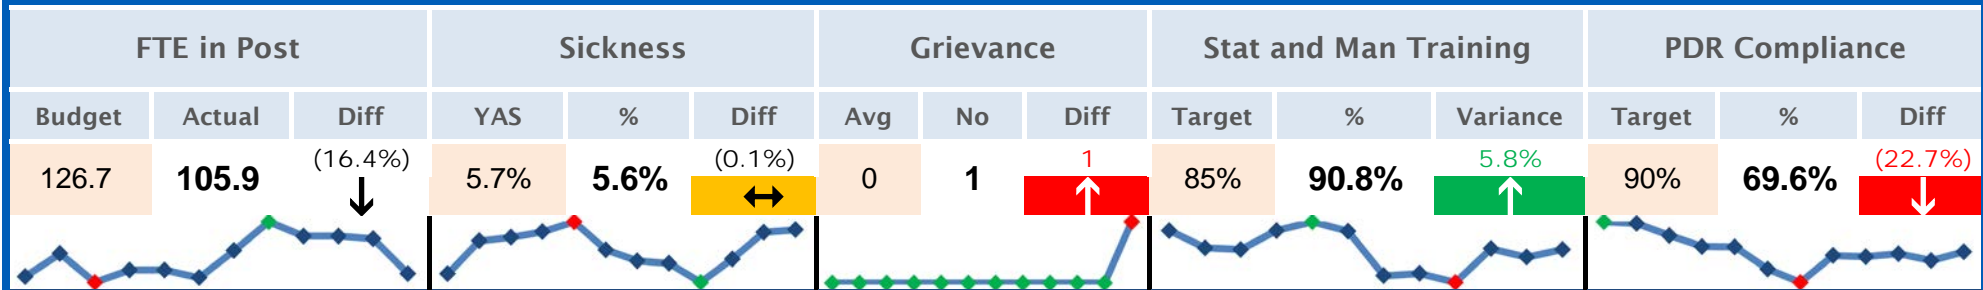 FTE in Post Sickness Grievance Stat and Man Training PDR Compliance
Budget Actual Diff YAS % Diff Avg No Diff Target % Variance Target % Diff
126.7 105.9 (16.4%) 5.7% 5.6% (0.1%) 0 1 1 85% 90.8% 5.8% 90% 69.6% (22.7%)